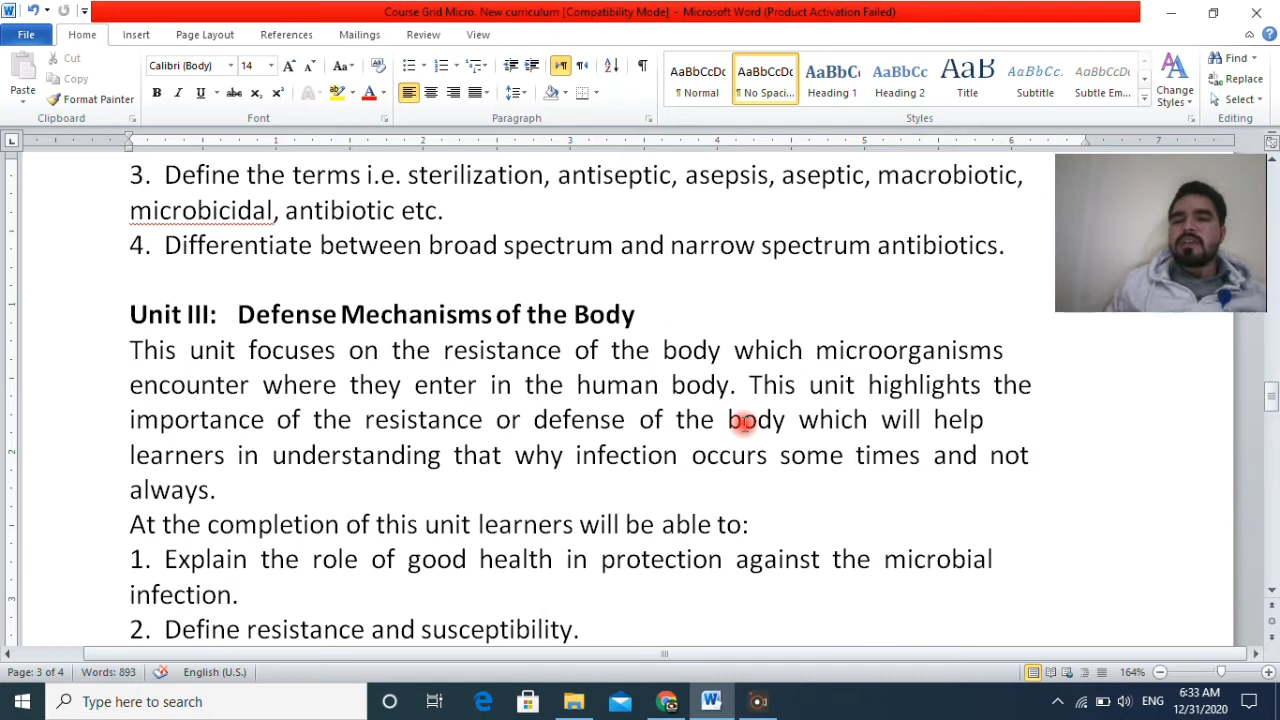 Course Grid Micro. New curriculum [Compatibility Mode] - Microsoft Word (Product Activation Failed)
File Home Insert Page Layout References Mailings Review View
Cut
Copy
Paste
Format Painter
Clipboard
Calibri (Body) 14
Font
Paragraph
AaBbCcDc AaBbCcDc AaBbC AaBbCc AaB AaBbCc. AaBbCcDc
¶ Normal ¶ No Spaci... Heading 1 Heading 2 Title Subtitle Subtle Em...
Styles
Change
Styles
Find
Replace
Select
Editing
3. Define the terms i.e. sterilization, antiseptic, asepsis, aseptic, macrobiotic,
microbicidal, antibiotic etc.
4. Differentiate between broad spectrum and narrow spectrum antibiotics.
Unit III: Defense Mechanisms of the Body
This unit focuses on the resistance of the body which microorganisms
encounter where they enter in the human body. This unit highlights the
importance of the resistance or defense of the body which will help
learners in understanding that why infection occurs some times and not
always.
At the completion of this unit learners will be able to:
1. Explain the role of good health in protection against the microbial
infection.
2. Define resistance and susceptibility.
Page: 3 of 4 Words: 893 English (U.S.) 164%
Type here to search
ENG
6:33 AM
12/31/2020